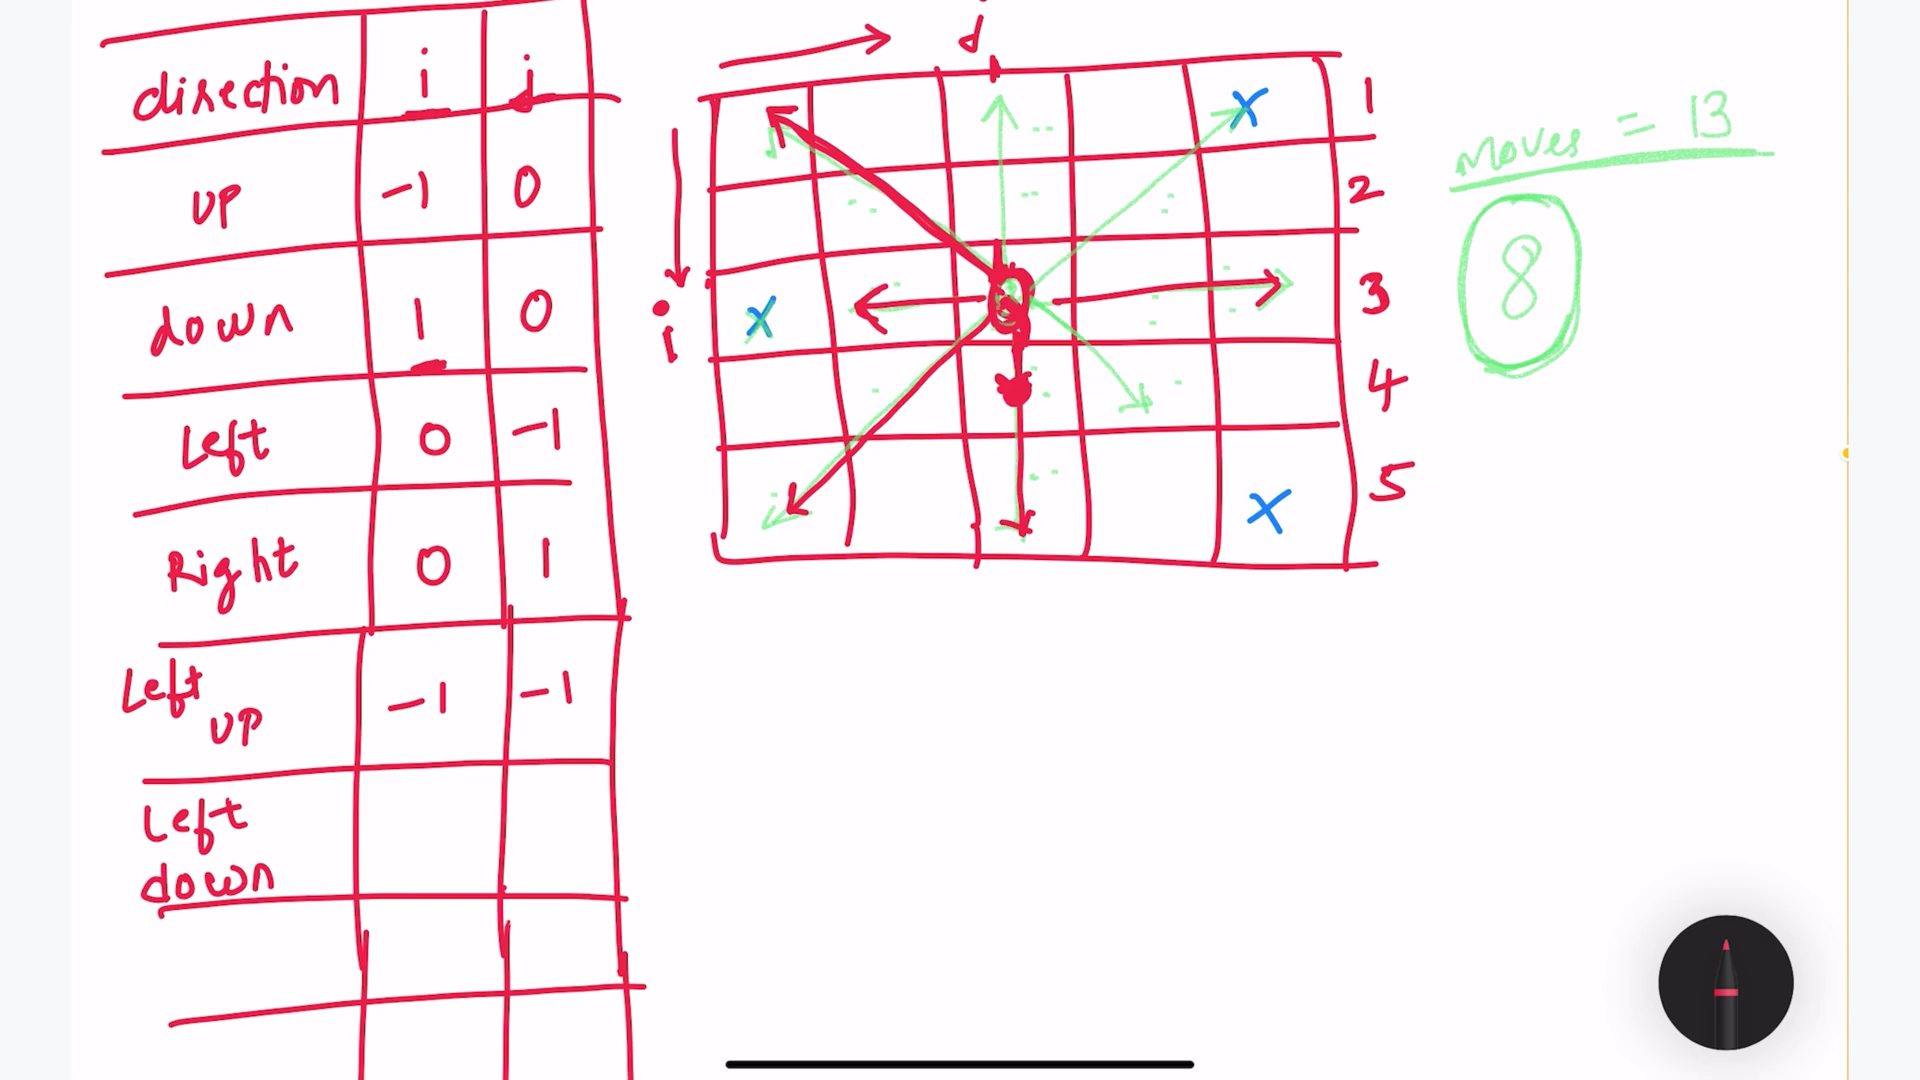 direction i j
UP -1 0
down 1 0
Left 0 -1
Right 0 1
Left UP -1 -1
Left down
j
i
1
2
3
4
5
x
x
x
Moves = 13
8